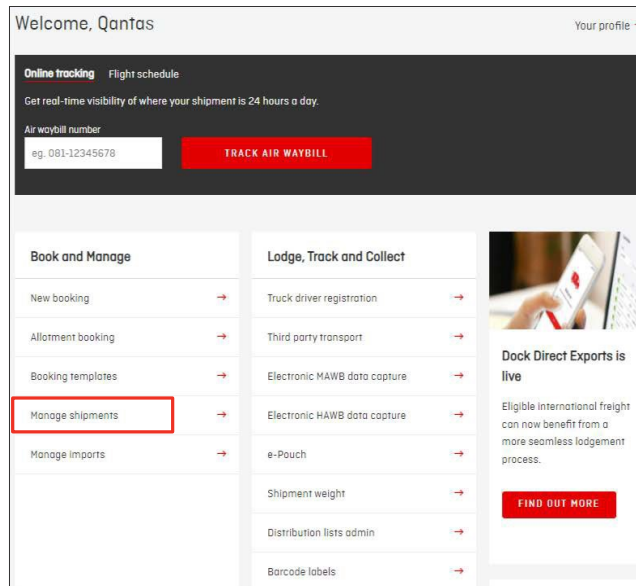 Welcome, Qantas
Your profile
Online tracking Flight schedule
Get real-time visibility of where your shipment is 24 hours a day.
Air waybill number
eg. 081-12345678
TRACK AIR WAYBILL
Book and Manage
New booking
Allotment booking
Booking templates
Manage shipments
Manage imports
Lodge, Track and Collect
Truck driver registration
Third party transport
Electronic MAWB data capture
Electronic HAWB data capture
e-Pouch
Shipment weight
Distribution lists admin
Barcode labels
Dock Direct Exports is
live
Eligible international freight
can now benefit from a
more seamless lodgement
process.
FIND OUT MORE